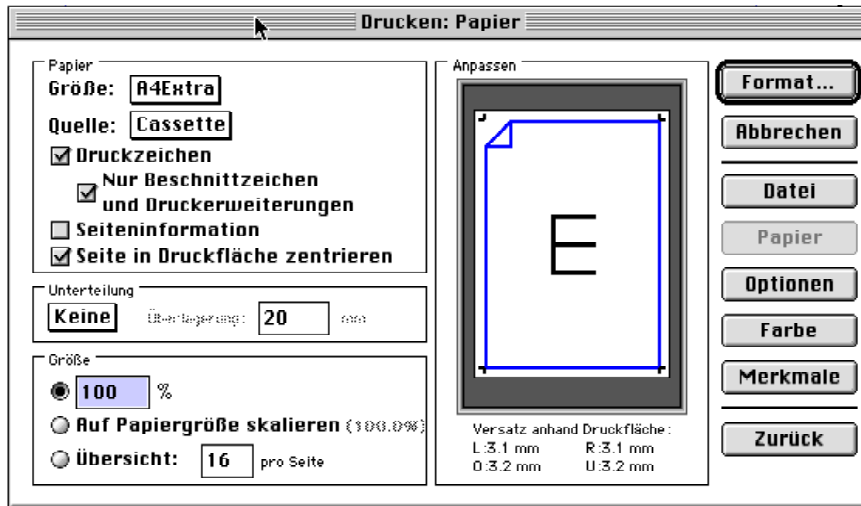 Drucken: Papier
Papier
Größe: A4Extra
Quelle: Cassette
Druckzeichen
Nur Beschnittzeichen
und Druckerweiterungen
Seiteninformation
Seite in Druckfläche zentrieren
Unterteilung
Keine Überlagerung: 20 mm
Größe
100 %
Auf Papiergröße skalieren (100.0%)
Übersicht: 16 pro Seite
Anpassen
E
Versatz anhand Druckfläche:
L:3.1 mm R:3.1 mm
O:3.2 mm U:3.2 mm
Format...
Abbrechen
Datei
Papier
Optionen
Farbe
Merkmale
Zurück